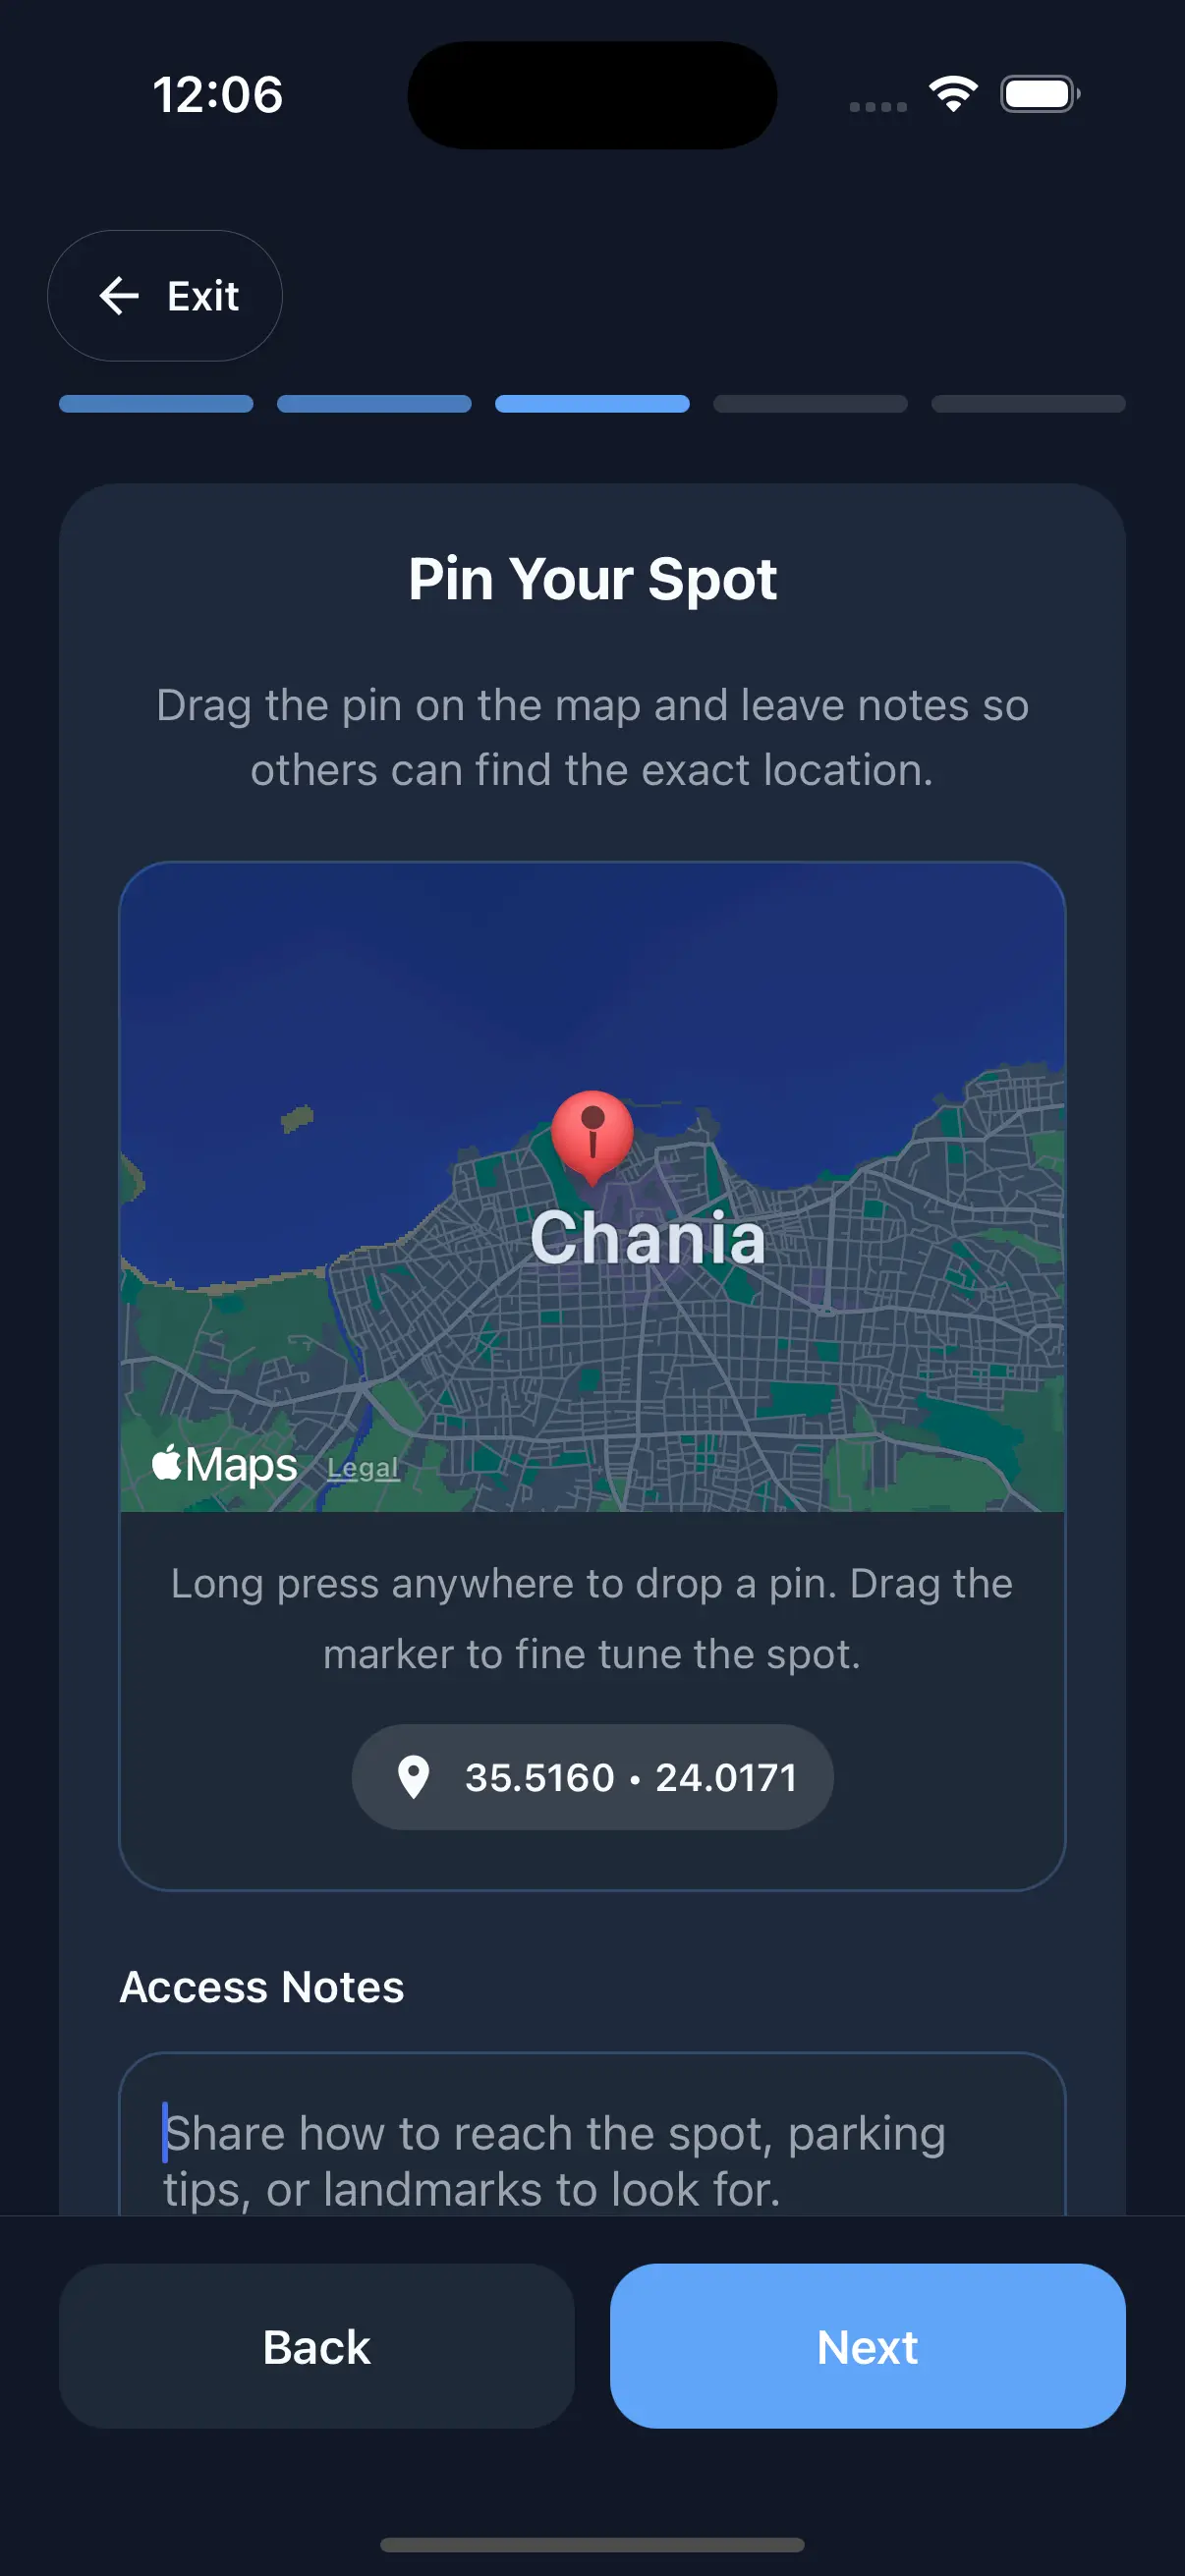 12:06
Exit
Pin Your Spot
Drag the pin on the map and leave notes so
others can find the exact location.
Chania
Maps Legal
Long press anywhere to drop a pin. Drag the
marker to fine tune the spot.
35.5160 • 24.0171
Access Notes
Share how to reach the spot, parking
tips, or landmarks to look for.
Back
Next